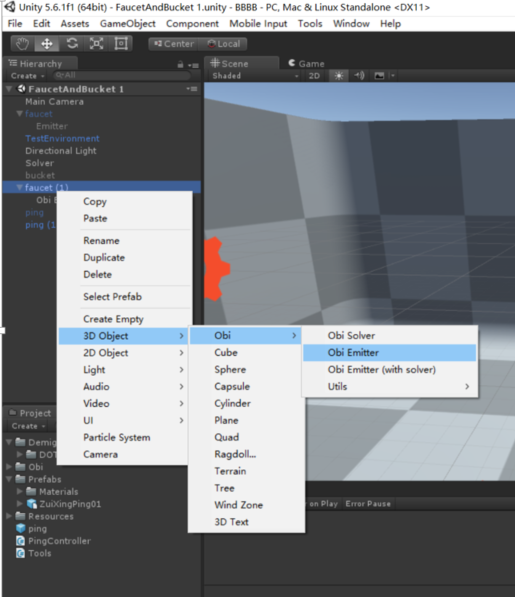 Unity 5.6.1f1 (64bit) - FaucetAndBucket 1.unity - BBBB - PC, Mac & Linux Standalone <DX11>
File Edit Assets GameObject Component Mobile Input Tools Window Help
Center Local
Hierarchy
Create All
FaucetAndBucket 1
Main Camera
faucet
Emitter
TestEnvironment
Directional Light
Solver
bucket
faucet (1)
Obi
ping
ping (1
Scene Game
Shaded 2D
Copy
Paste
Rename
Duplicate
Delete
Select Prefab
Create Empty
3D Object
2D Object
Light
Audio
Video
UI
Particle System
Camera
Obi
Cube
Sphere
Capsule
Cylinder
Plane
Quad
Ragdoll...
Terrain
Tree
Wind Zone
3D Text
Obi Solver
Obi Emitter
Obi Emitter (with solver)
Utils
Project
Create
Demig
DOT
Obi
Prefabs
Materials
ZuiXingPing01
Resources
ping
PingController
Tools
on Play Error Pause